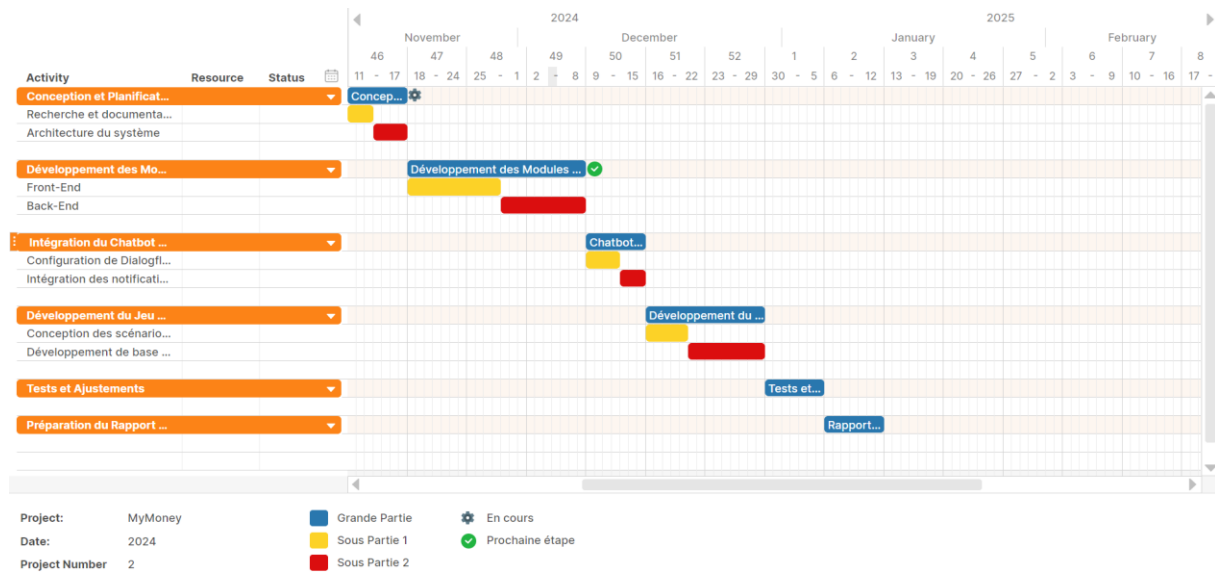 2024 2025
November December January February
46 47 48 49 50 51 52 1 2 3 4 5 6 7 8
Activity Resource Status 11 - 17 18 - 24 25 - 1 2 - 8 9 - 15 16 - 22 23 - 29 30 - 5 6 - 12 13 - 19 20 - 26 27 - 2 3 - 9 10 - 16 17 -
Conception et Planificat... Concep...
Recherche et documenta...
Architecture du système
Développement des Mo... Développement des Modules ...
Front-End
Back-End
Intégration du Chatbot ... Chatbot...
Configuration de Dialogfl...
Intégration des notificati...
Développement du Jeu ... Développement du ...
Conception des scénario...
Développement de base ...
Tests et Ajustements Tests et...
Préparation du Rapport ... Rapport...
Project: MyMoney Grande Partie En cours
Date: 2024 Sous Partie 1 Prochaine étape
Project Number 2 Sous Partie 2